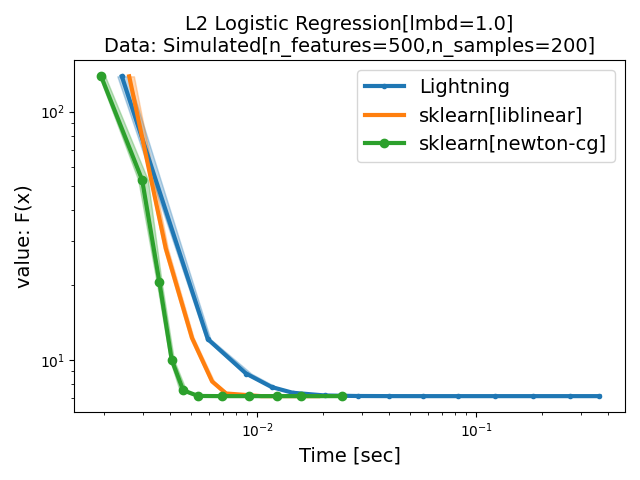 L2 Logistic Regression[lmbd=1.0]
Data: Simulated[n_features=500,n_samples=200]
Lightning
sklearn[liblinear]
sklearn[newton-cg]
value: F(x)
10²
10¹
10⁻²
10⁻¹
Time [sec]